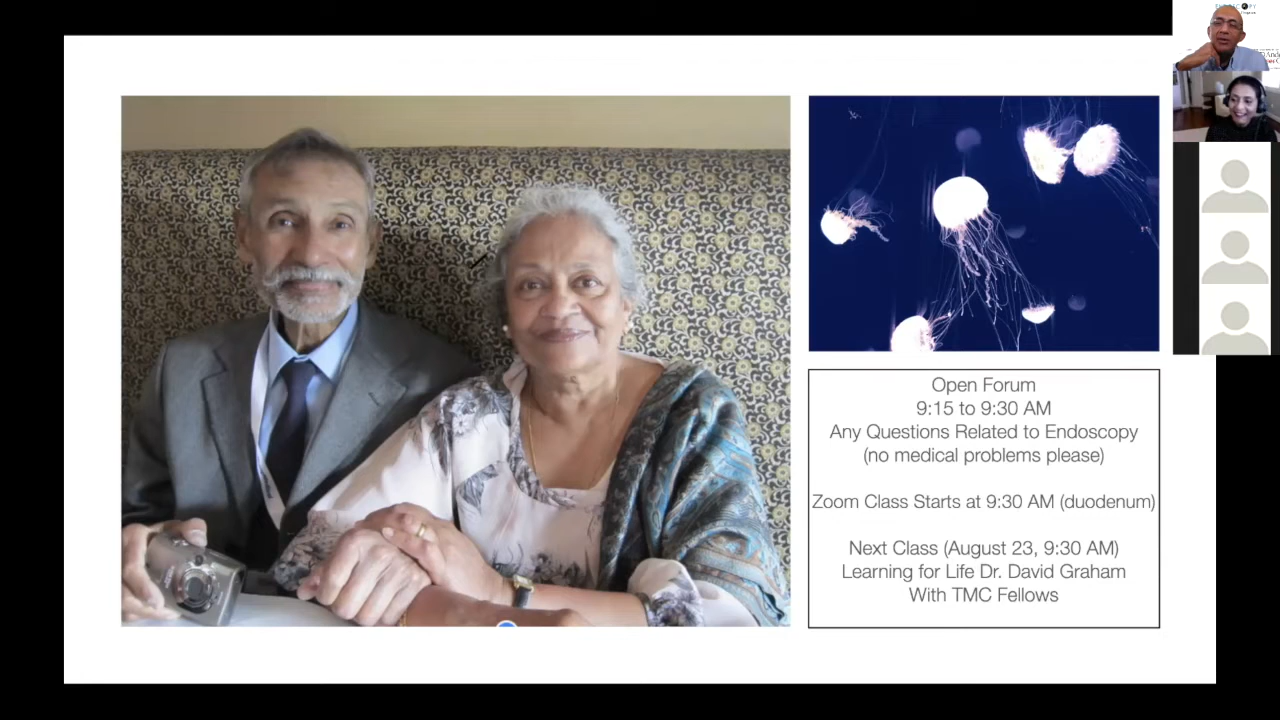 Open Forum
9:15 to 9:30 AM
Any Questions Related to Endoscopy
(no medical problems please)
Zoom Class Starts at 9:30 AM (duodenum)
Next Class (August 23, 9:30 AM)
Learning for Life Dr. David Graham
With TMC Fellows